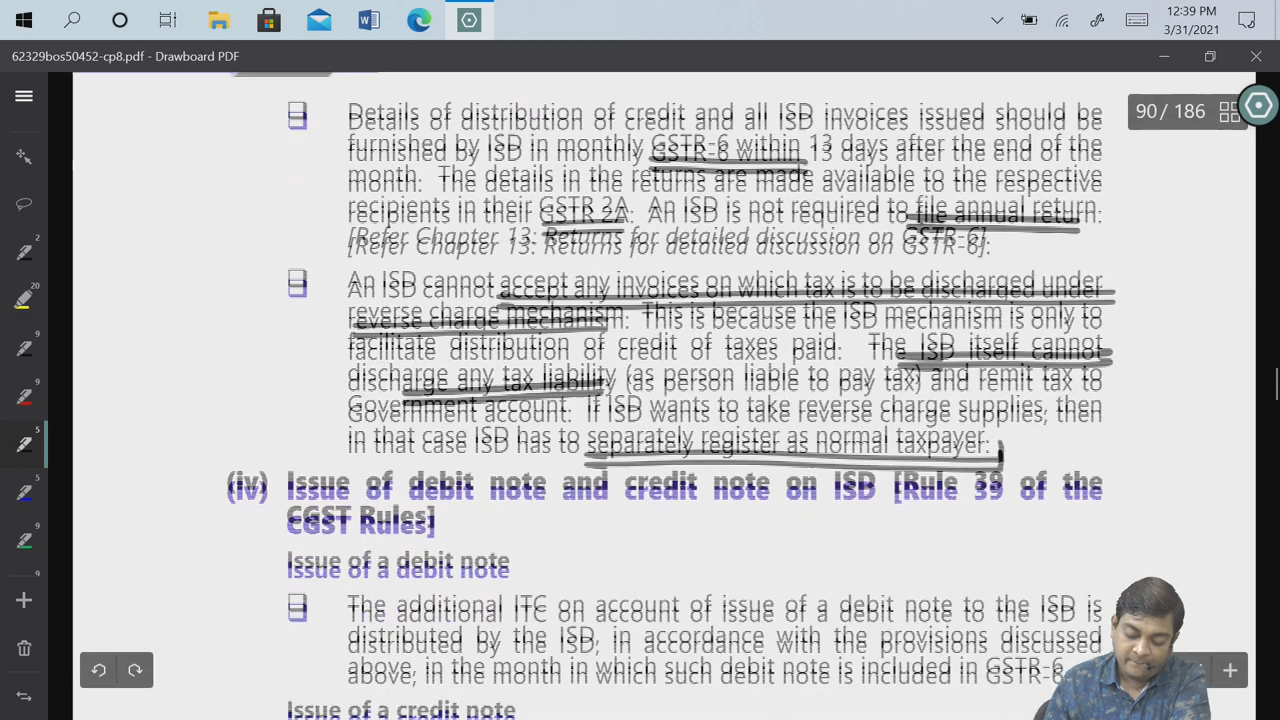 12:39 PM
3/31/2021
62329bos50452-cp8.pdf - Drawboard PDF
90 / 186
Details of distribution of credit and all ISD invoices issued should be
furnished by ISD in monthly GSTR-6 within 13 days after the end of the
month. The details in the returns are made available to the respective
recipients in their GSTR 2A. An ISD is not required to file annual return.
[Refer Chapter 13: Returns for detailed discussion on GSTR-6].
An ISD cannot accept any invoices on which tax is to be discharged under
reverse charge mechanism. This is because the ISD mechanism is only to
facilitate distribution of credit of taxes paid. The ISD itself cannot
discharge any tax liability (as person liable to pay tax) and remit tax to
Government account. If ISD wants to take reverse charge supplies, then
in that case ISD has to separately register as normal taxpayer.
(iv) Issue of debit note and credit note on ISD [Rule 39 of the
CGST Rules]
Issue of a debit note
The additional ITC on account of issue of a debit note to the ISD is
distributed by the ISD, in accordance with the provisions discussed
above, in the month in which such debit note is included in GSTR-6
Issue of a credit note
2
20
9
9
5
5
9
9